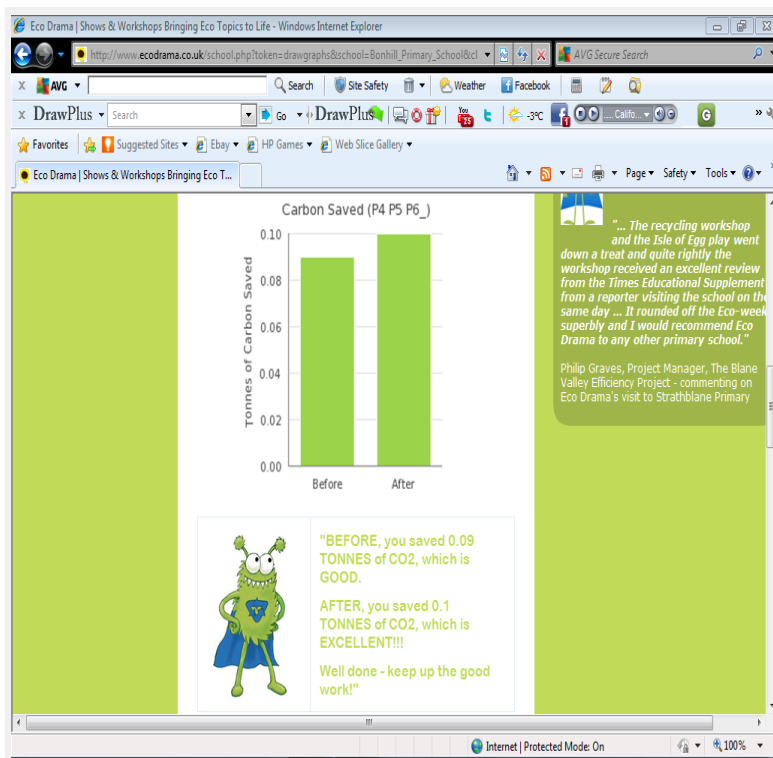 Eco Drama | Shows & Workshops Bringing Eco Topics to Life - Windows Internet Explorer
http://www.ecodrama.co.uk/school.php?token=drawgraphs&school=Bonhill_Primary_School&cl
AVG Secure Search
X AVG Search Site Safety Weather Facebook
x DrawPlus Search Go DrawPlus You 25 -3°C .... Califo... G »
Favorites Suggested Sites Ebay HP Games Web Slice Gallery
Eco Drama | Shows & Workshops Bringing Eco T... Page Safety Tools
Carbon Saved (P4 P5 P6_)
Tonnes of Carbon Saved
0.10
0.08
0.06
0.04
0.02
0.00
Before After
"BEFORE, you saved 0.09
TONNES of CO2, which is
GOOD.
AFTER, you saved 0.1
TONNES of CO2, which is
EXCELLENT!!!
Well done - keep up the good
work!"
"... The recycling workshop
and the Isle of Egg play went
down a treat and quite rightly the
workshop received an excellent review
from the Times Educational Supplement
from a reporter visiting the school on the
same day ... It rounded off the Eco-week
superbly and I would recommend Eco
Drama to any other primary school."
Philip Graves, Project Manager, The Blane
Valley Efficiency Project - commenting on
Eco Drama's visit to Strathblane Primary
Internet | Protected Mode: On 100%